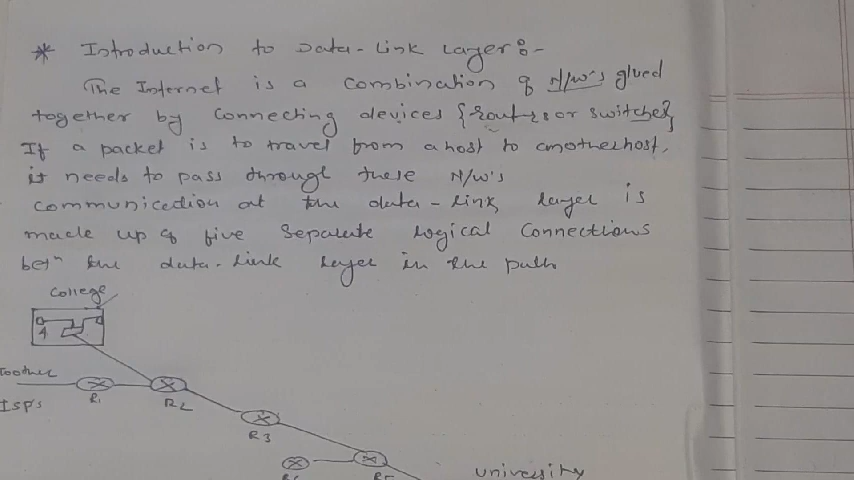 * Introduction to Data-Link Layer :-
The Internet is a combination of N/W's glued
together by connecting devices {routers or switches}
If a packet is to travel from a host to another host,
it needs to pass through these N/W's
communication at the data-link layer is
made up of five separate logical connections
betn the data-link layer in the path
College
A
To other
ISP's
R1
R2
R3
R5
university